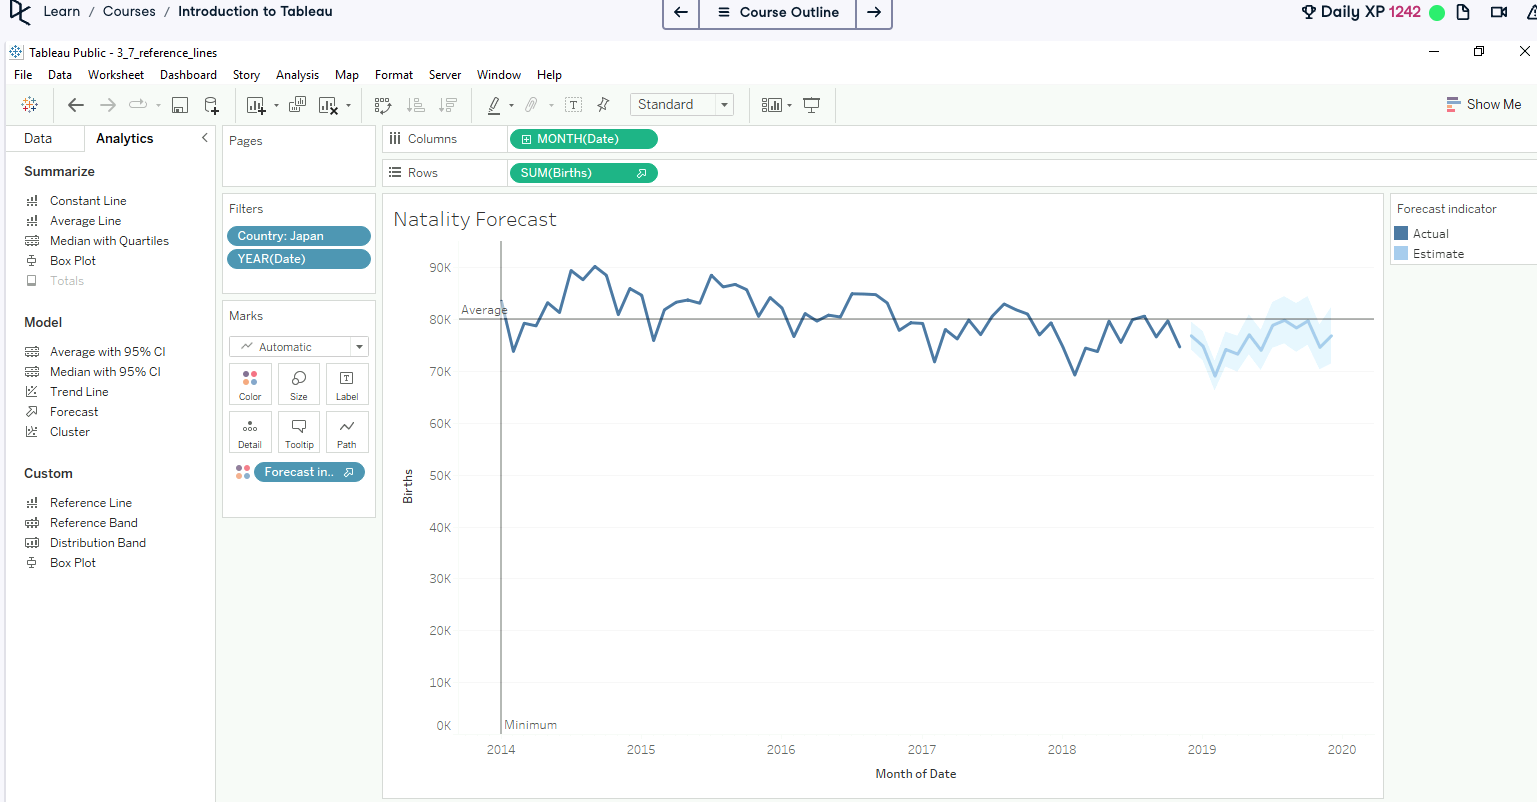 Learn / Courses / Introduction to Tableau
Course Outline
Daily XP 1242
Tableau Public - 3_7_reference_lines
File Data Worksheet Dashboard Story Analysis Map Format Server Window Help
Standard
Show Me
Data
Analytics
Summarize
Constant Line
Average Line
Median with Quartiles
Box Plot
Totals
Model
Average with 95% CI
Median with 95% CI
Trend Line
Forecast
Cluster
Custom
Reference Line
Reference Band
Distribution Band
Box Plot
Pages
Filters
Country: Japan
YEAR(Date)
Marks
Automatic
Color
Size
Label
Detail
Tooltip
Path
Forecast in..
Columns
MONTH(Date)
Rows
SUM(Births)
Natality Forecast
90K
Average
80K
70K
60K
50K
Births
40K
30K
20K
10K
0K
Minimum
2014 2015 2016 2017 2018 2019 2020
Month of Date
Forecast indicator
Actual
Estimate